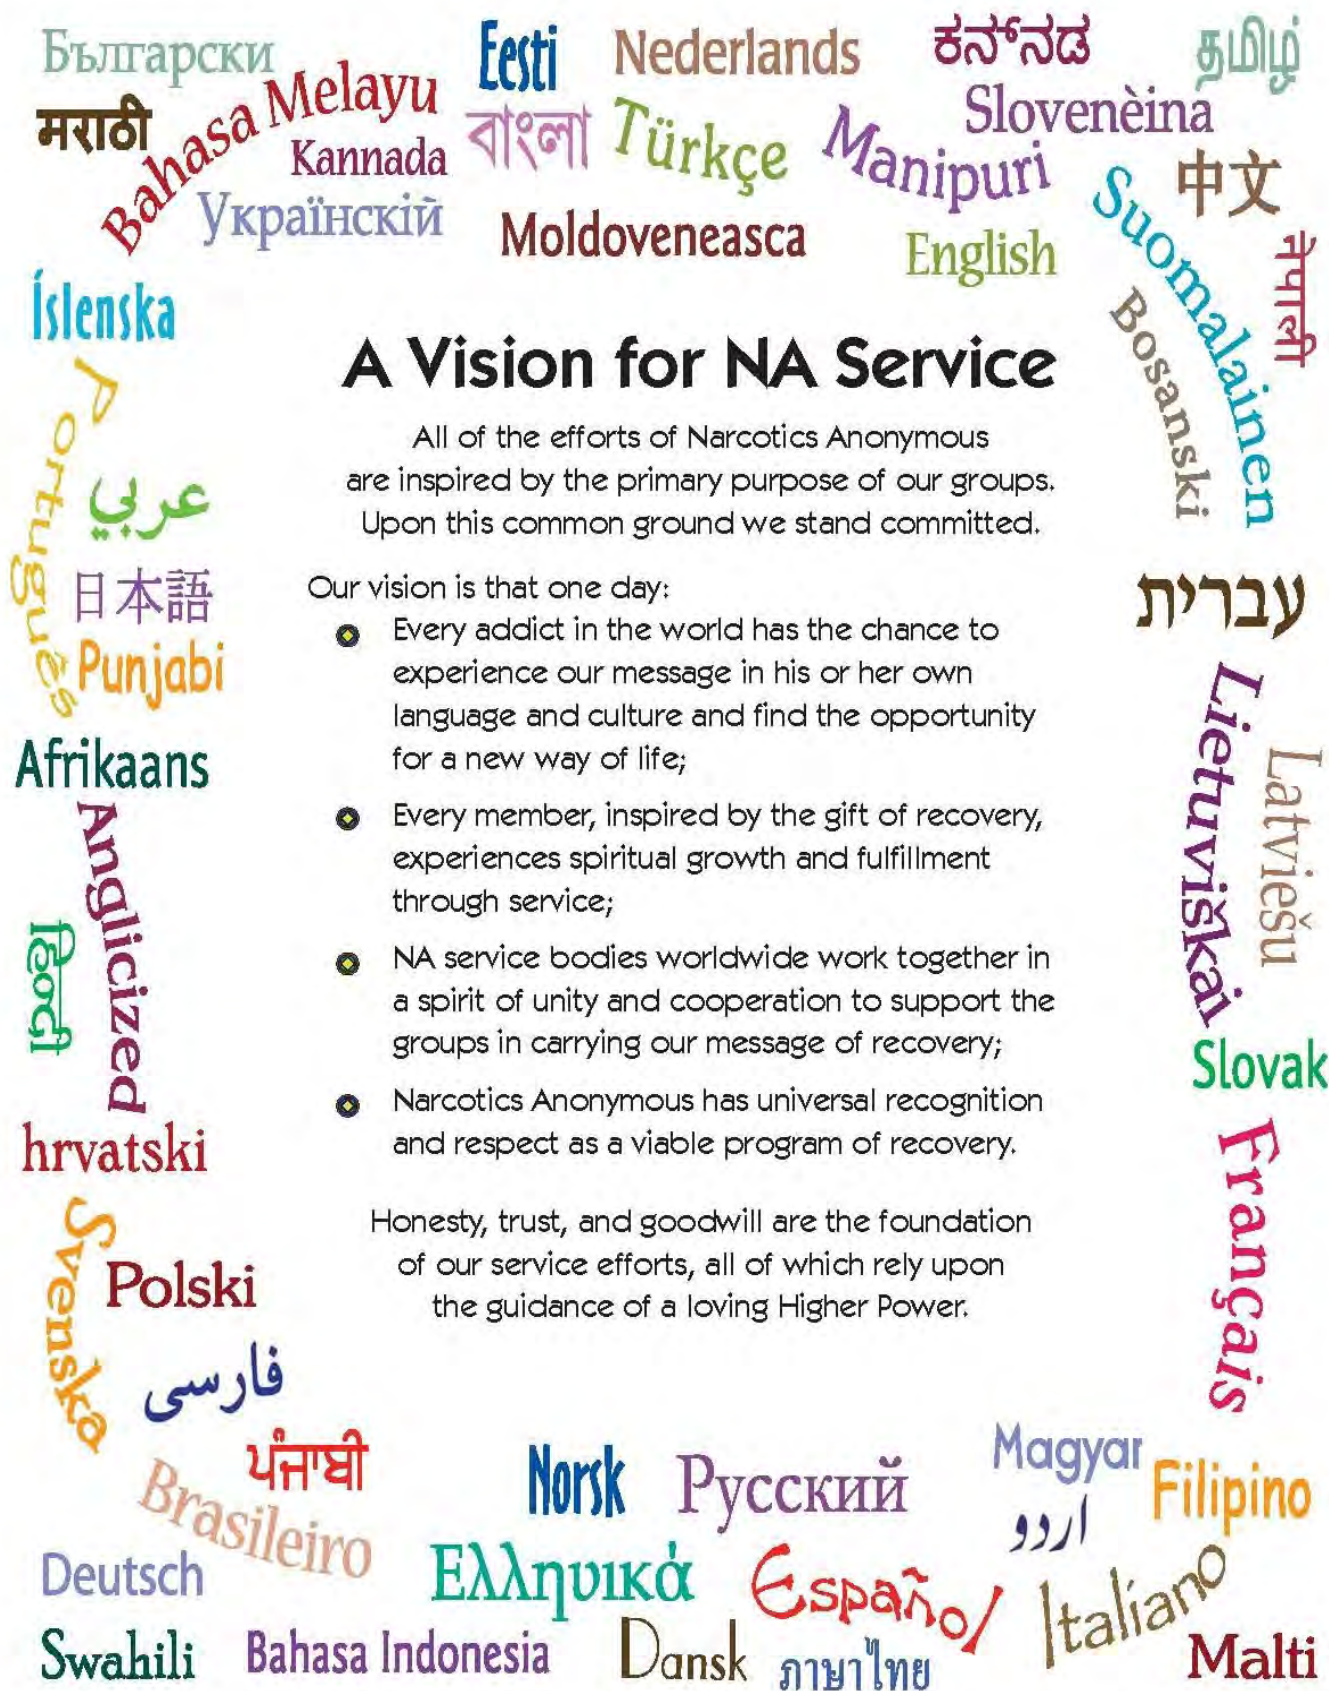 Български
Eesti
Nederlands
ಕನ್ನಡ
தமிழ்
मराठी
Bahasa Melayu
Kannada
বাংলা
Türkçe
Manipuri
Slovenèina
中文
Українскій
Moldoveneasca
English
Suomalainen
नेपाली
Íslenska
Bosanski
A Vision for NA Service
All of the efforts of Narcotics Anonymous
are inspired by the primary purpose of our groups.
Upon this common ground we stand committed.
Our vision is that one day:
Every addict in the world has the chance to
experience our message in his or her own
language and culture and find the opportunity
for a new way of life;
Every member, inspired by the gift of recovery,
experiences spiritual growth and fulfillment
through service;
NA service bodies worldwide work together in
a spirit of unity and cooperation to support the
groups in carrying our message of recovery;
Narcotics Anonymous has universal recognition
and respect as a viable program of recovery.
Honesty, trust, and goodwill are the foundation
of our service efforts, all of which rely upon
the guidance of a loving Higher Power.
Português
عربي
日本語
Punjabi
Afrikaans
Anglicized
हिन्दी
hrvatski
עברית
Lietuviškai
Latviešu
Slovak
Français
Svenska
Polski
فارسی
ਪੰਜਾਬੀ
Brasileiro
Norsk
Русский
Magyar
اردو
Filipino
Deutsch
Ελληνικά
Español
Italiano
Swahili
Bahasa Indonesia
Dansk
ภาษาไทย
Malti